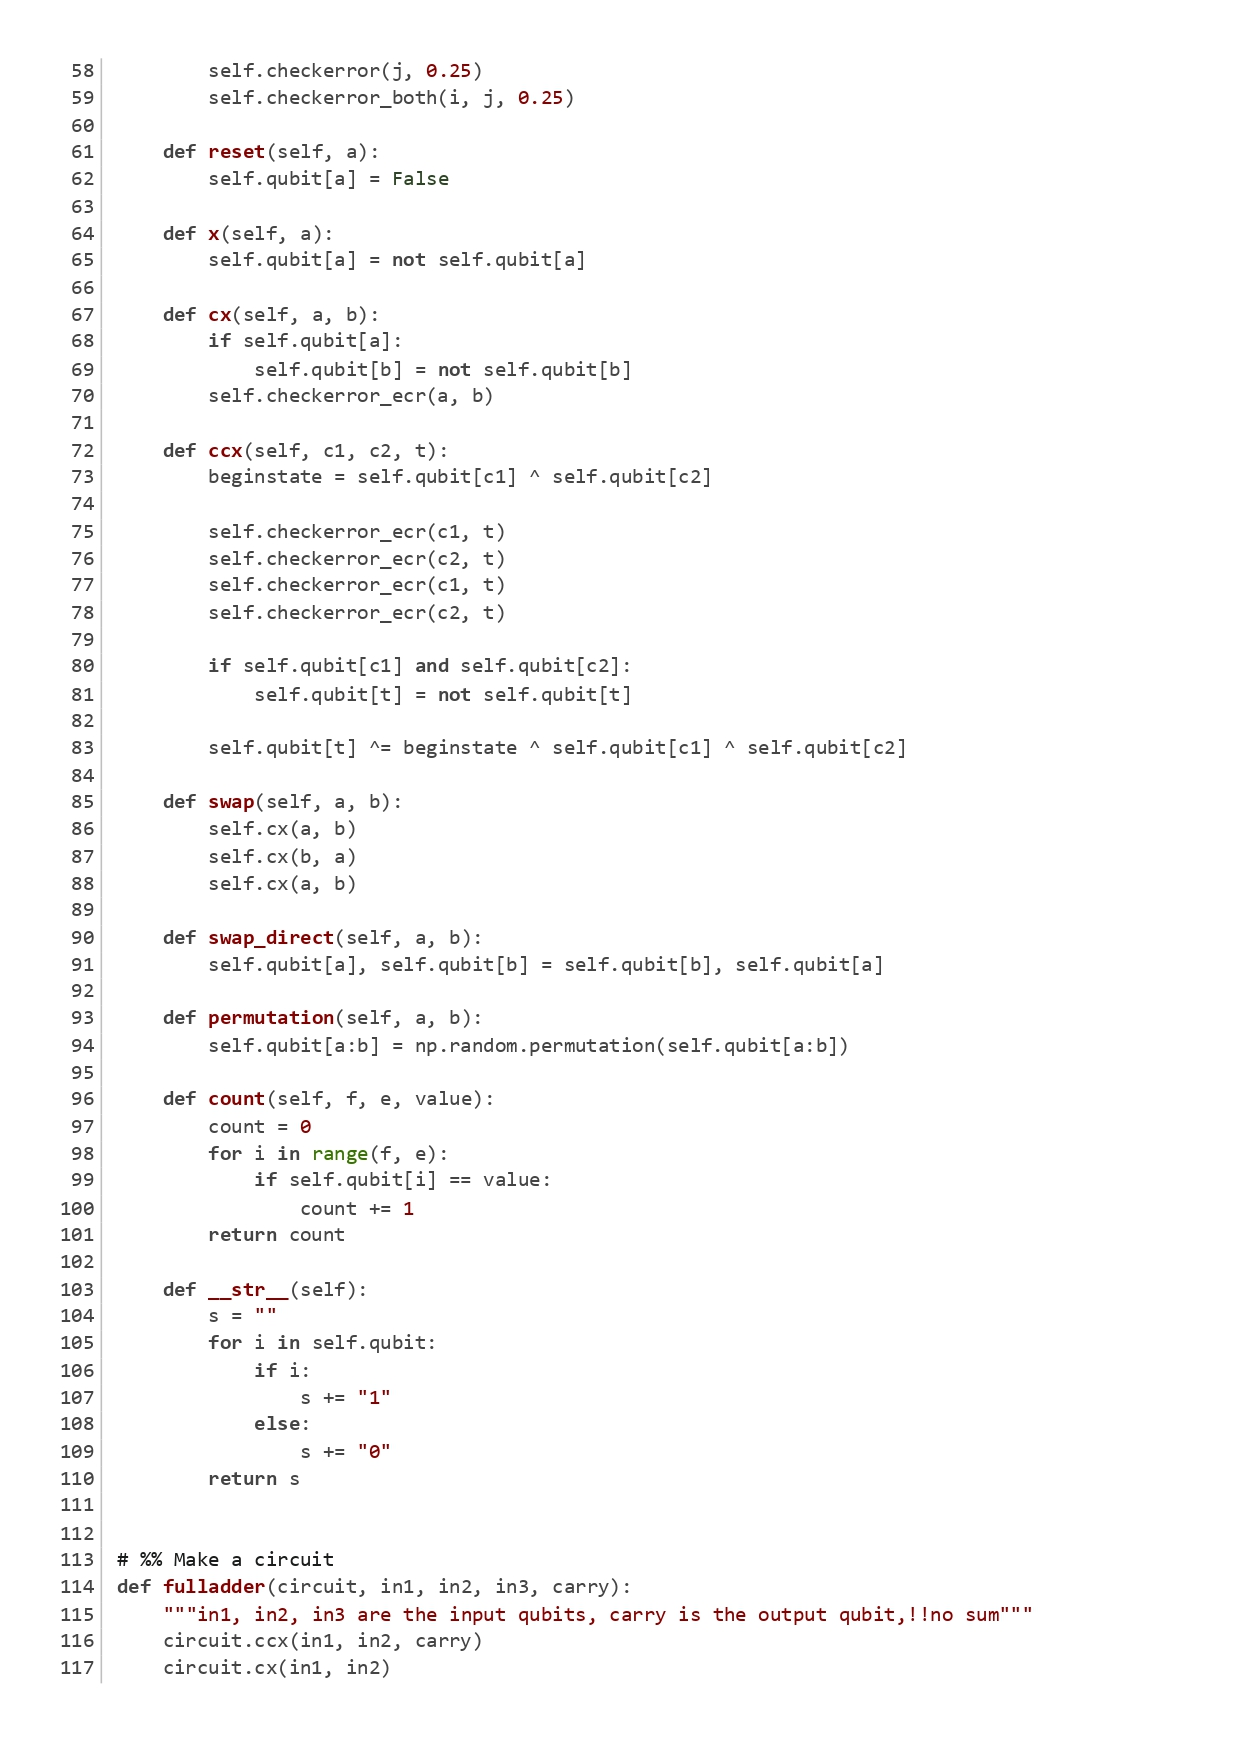 58         self.checkerror(j, 0.25)
59         self.checkerror_both(i, j, 0.25)
60
61     def reset(self, a):
62         self.qubit[a] = False
63
64     def x(self, a):
65         self.qubit[a] = not self.qubit[a]
66
67     def cx(self, a, b):
68         if self.qubit[a]:
69             self.qubit[b] = not self.qubit[b]
70         self.checkerror_ecr(a, b)
71
72     def ccx(self, c1, c2, t):
73         beginstate = self.qubit[c1] ^ self.qubit[c2]
74
75         self.checkerror_ecr(c1, t)
76         self.checkerror_ecr(c2, t)
77         self.checkerror_ecr(c1, t)
78         self.checkerror_ecr(c2, t)
79
80         if self.qubit[c1] and self.qubit[c2]:
81             self.qubit[t] = not self.qubit[t]
82
83         self.qubit[t] ^= beginstate ^ self.qubit[c1] ^ self.qubit[c2]
84
85     def swap(self, a, b):
86         self.cx(a, b)
87         self.cx(b, a)
88         self.cx(a, b)
89
90     def swap_direct(self, a, b):
91         self.qubit[a], self.qubit[b] = self.qubit[b], self.qubit[a]
92
93     def permutation(self, a, b):
94         self.qubit[a:b] = np.random.permutation(self.qubit[a:b])
95
96     def count(self, f, e, value):
97         count = 0
98         for i in range(f, e):
99             if self.qubit[i] == value:
100                 count += 1
101         return count
102
103     def __str__(self):
104         s = ""
105         for i in self.qubit:
106             if i:
107                 s += "1"
108             else:
109                 s += "0"
110         return s
111
112
113 # %% Make a circuit
114 def fulladder(circuit, in1, in2, in3, carry):
115     """in1, in2, in3 are the input qubits, carry is the output qubit,!!no sum"""
116     circuit.ccx(in1, in2, carry)
117     circuit.cx(in1, in2)